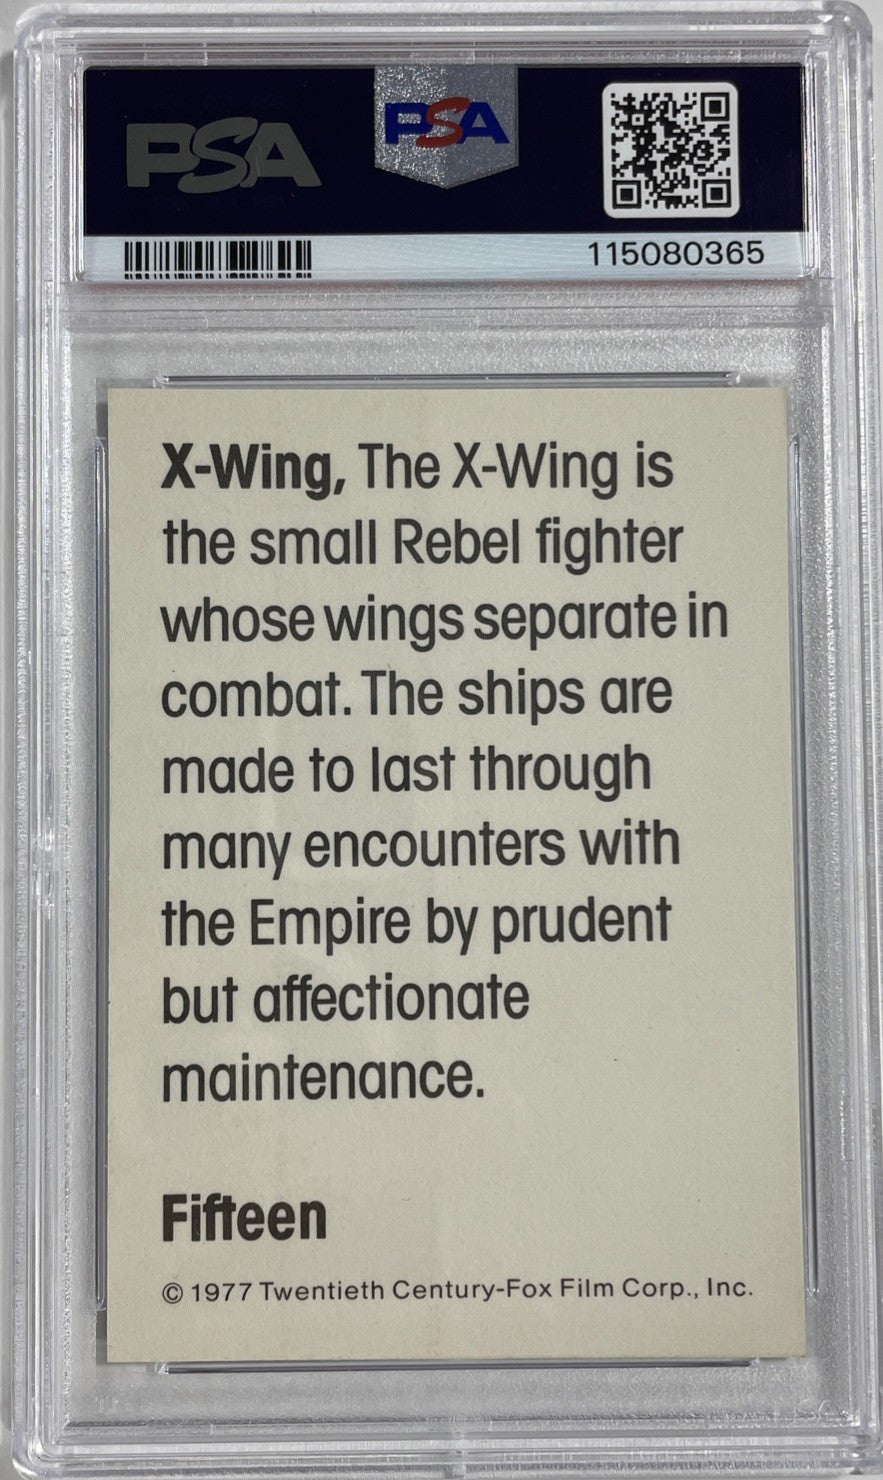 PSA
PSA
115080365
X-Wing, The X-Wing is
the small Rebel fighter
whose wings separate in
combat. The ships are
made to last through
many encounters with
the Empire by prudent
but affectionate
maintenance.
Fifteen
© 1977 Twentieth Century-Fox Film Corp., Inc.